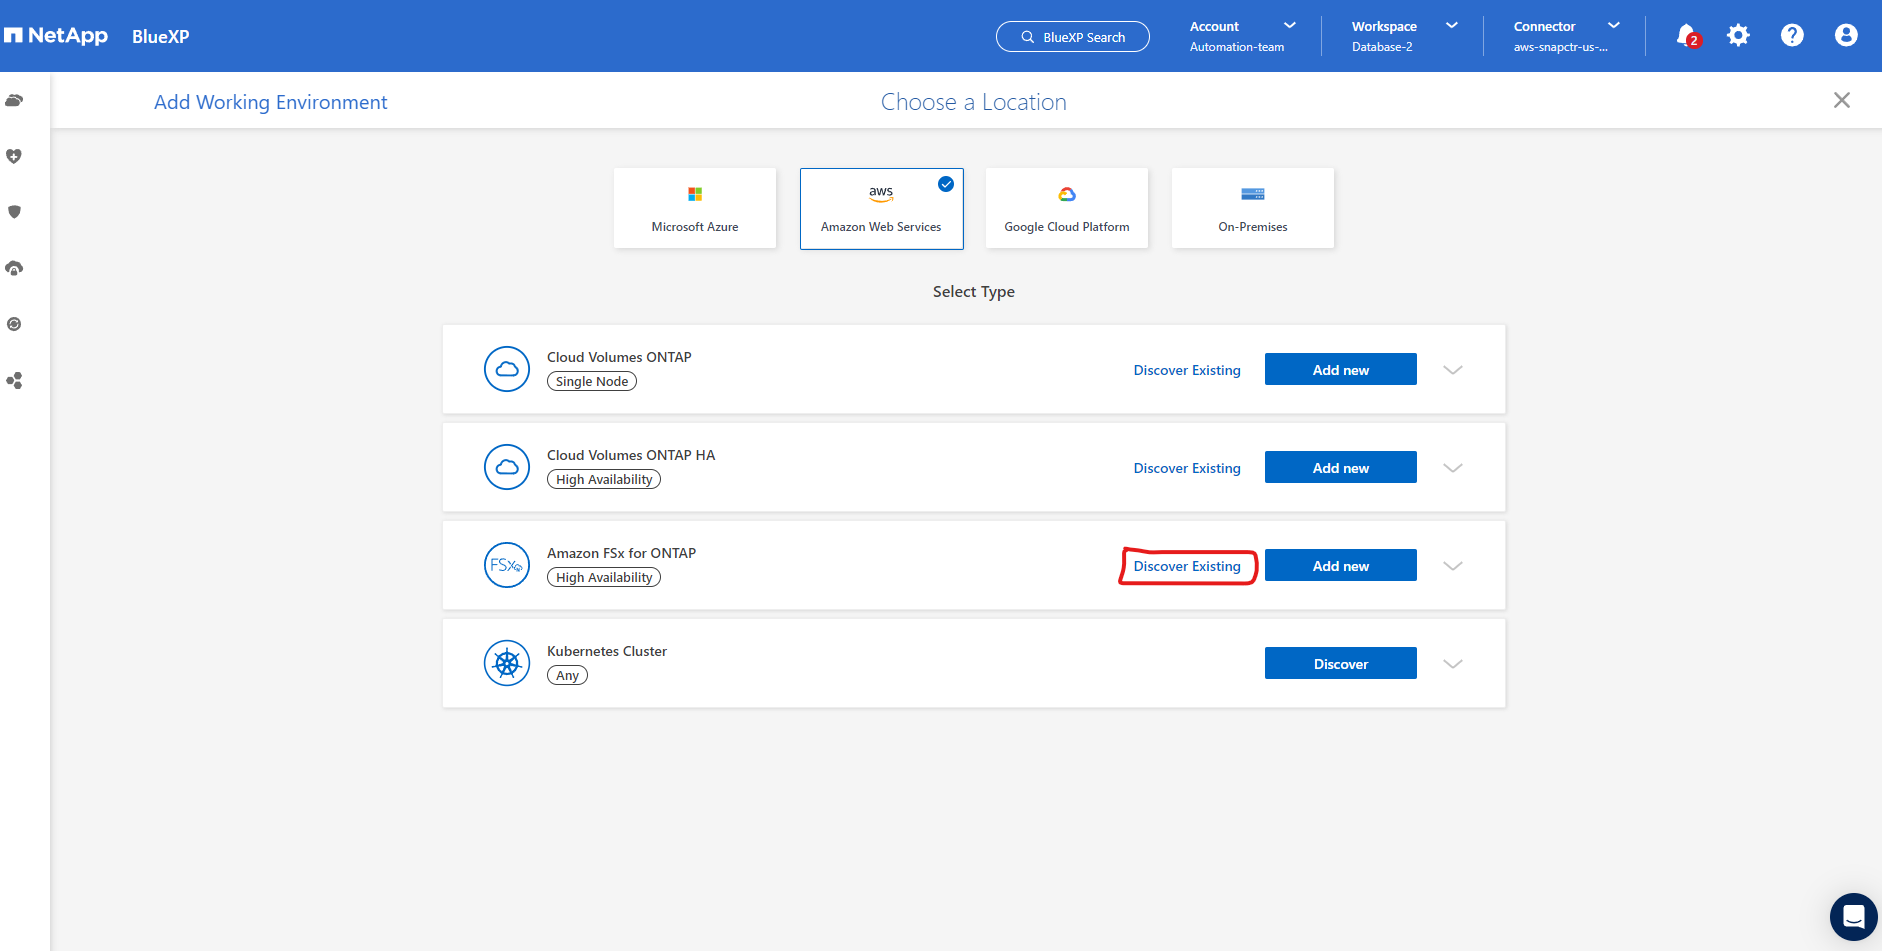 NetApp BlueXP
BlueXP Search
Account
Automation-team
Workspace
Database-2
Connector
aws-snapctr-us-...
2
?
Add Working Environment
Choose a Location
Microsoft Azure
aws
Amazon Web Services
Google Cloud Platform
On-Premises
Select Type
Cloud Volumes ONTAP
Single Node
Discover Existing
Add new
Cloud Volumes ONTAP HA
High Availability
Discover Existing
Add new
FSx
Amazon FSx for ONTAP
High Availability
Discover Existing
Add new
Kubernetes Cluster
Any
Discover